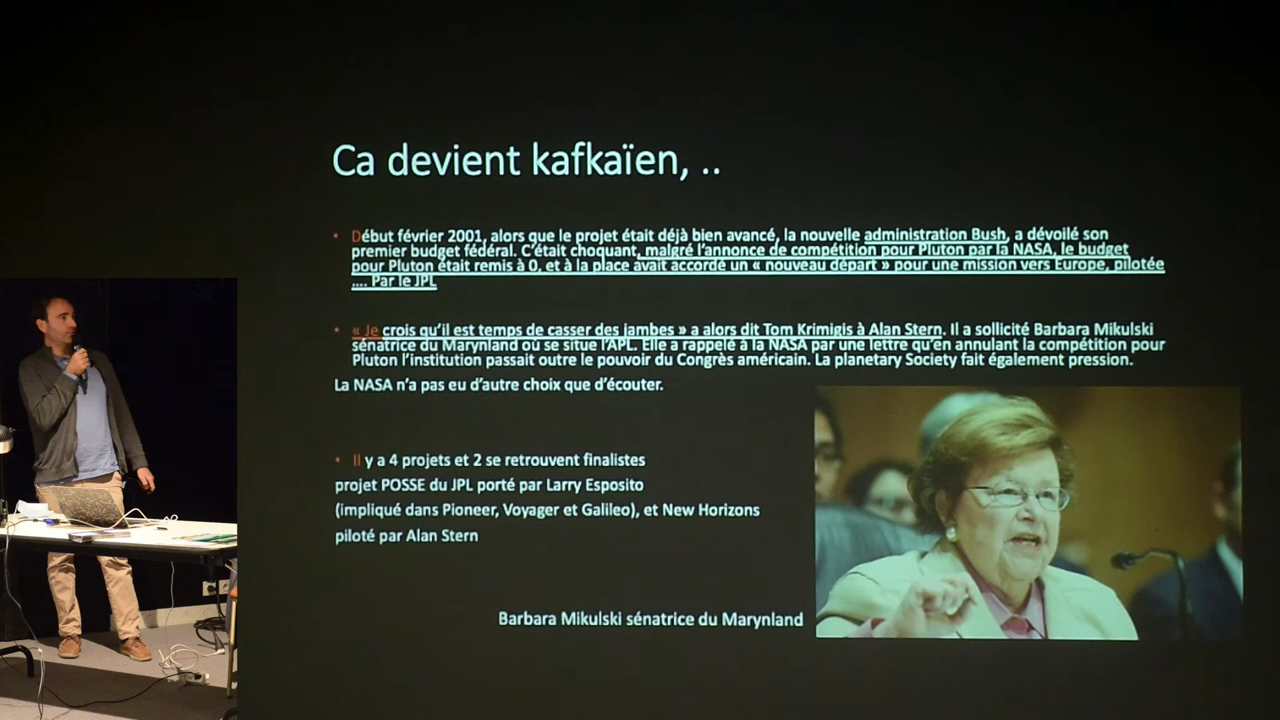 Ca devient kafkaïen, ..
• Début février 2001, alors que le projet était déjà bien avancé, la nouvelle administration Bush, a dévoilé son
premier budget fédéral. C'était choquant, malgré l'annonce de compétition pour Pluton par la NASA, le budget
pour Pluton était remis à 0, et à la place avait accordé un « nouveau départ » pour une mission vers Europe, pilotée
.... Par le JPL
• « Je crois qu'il est temps de casser des jambes » a alors dit Tom Krimigis à Alan Stern. Il a sollicité Barbara Mikulski
sénatrice du Marynland où se situe l'APL. Elle a rappelé à la NASA par une lettre qu'en annulant la compétition pour
Pluton l'institution passait outre le pouvoir du Congrès américain. La planetary Society fait également pression.
La NASA n'a pas eu d'autre choix que d'écouter.
• Il y a 4 projets et 2 se retrouvent finalistes
projet POSSE du JPL porté par Larry Esposito
(impliqué dans Pioneer, Voyager et Galileo), et New Horizons
piloté par Alan Stern
Barbara Mikulski sénatrice du Marynland